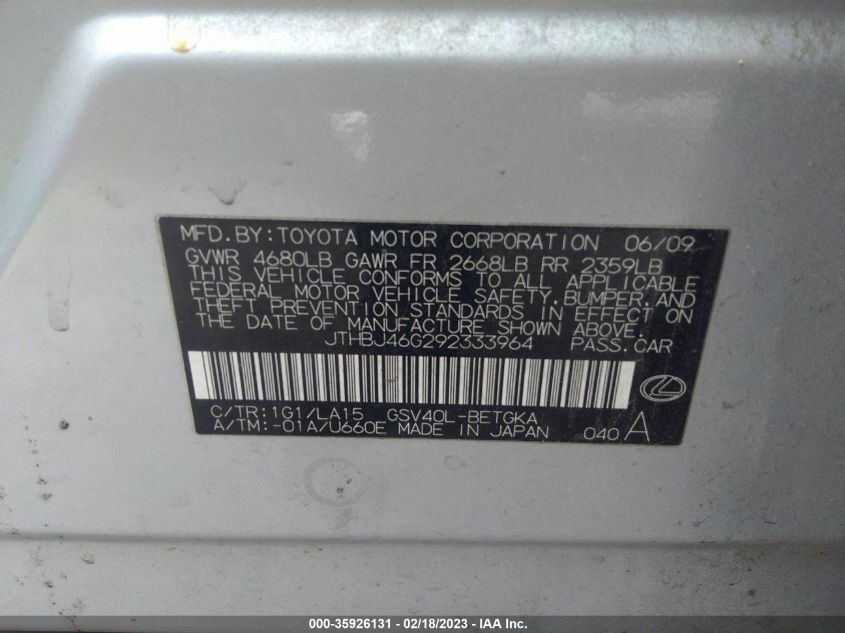 MFD. BY: TOYOTA MOTOR CORPORATION 06/09
GVWR 4680LB GAWR FR 2668LB RR 2359LB
THIS VEHICLE CONFORMS TO ALL APPLICABLE
FEDERAL MOTOR VEHICLE SAFETY, BUMPER, AND
THEFT PREVENTION STANDARDS IN EFFECT ON
THE DATE OF MANUFACTURE SHOWN ABOVE.
JTHBJ46G292333964 PASS. CAR
C/TR: 1G1/LA15 GSV40L-BETGKA
A/TM: -01A/U660E MADE IN JAPAN 040 A
000-35926131 - 02/18/2023 - IAA Inc.